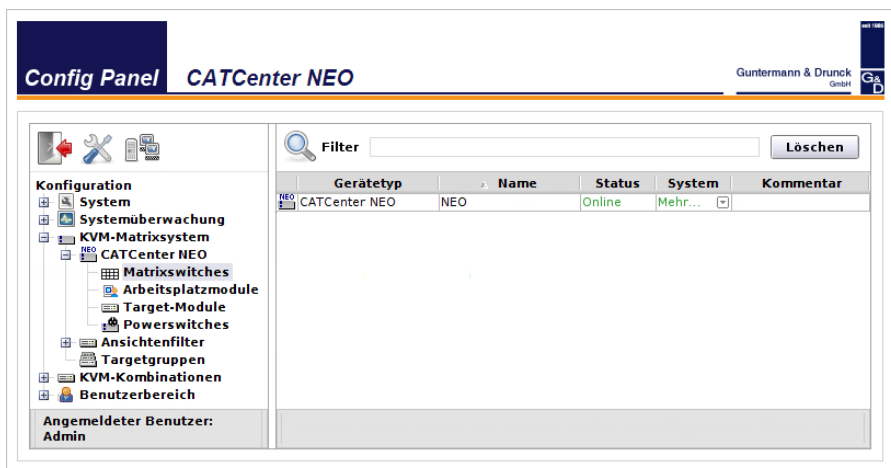 seit 1985
Config Panel CATCenter NEO
Guntermann & Drunck
GmbH
G&D
Filter
Löschen
Konfiguration
System
Systemüberwachung
KVM-Matrixsystem
NEO CATCenter NEO
Matrixswitches
Arbeitsplatzmodule
Target-Module
Powerswitches
Ansichtenfilter
Targetgruppen
KVM-Kombinationen
Benutzerbereich
Angemeldeter Benutzer:
Admin
Gerätetyp Name Status System Kommentar
NEO CATCenter NEO NEO Online Mehr...